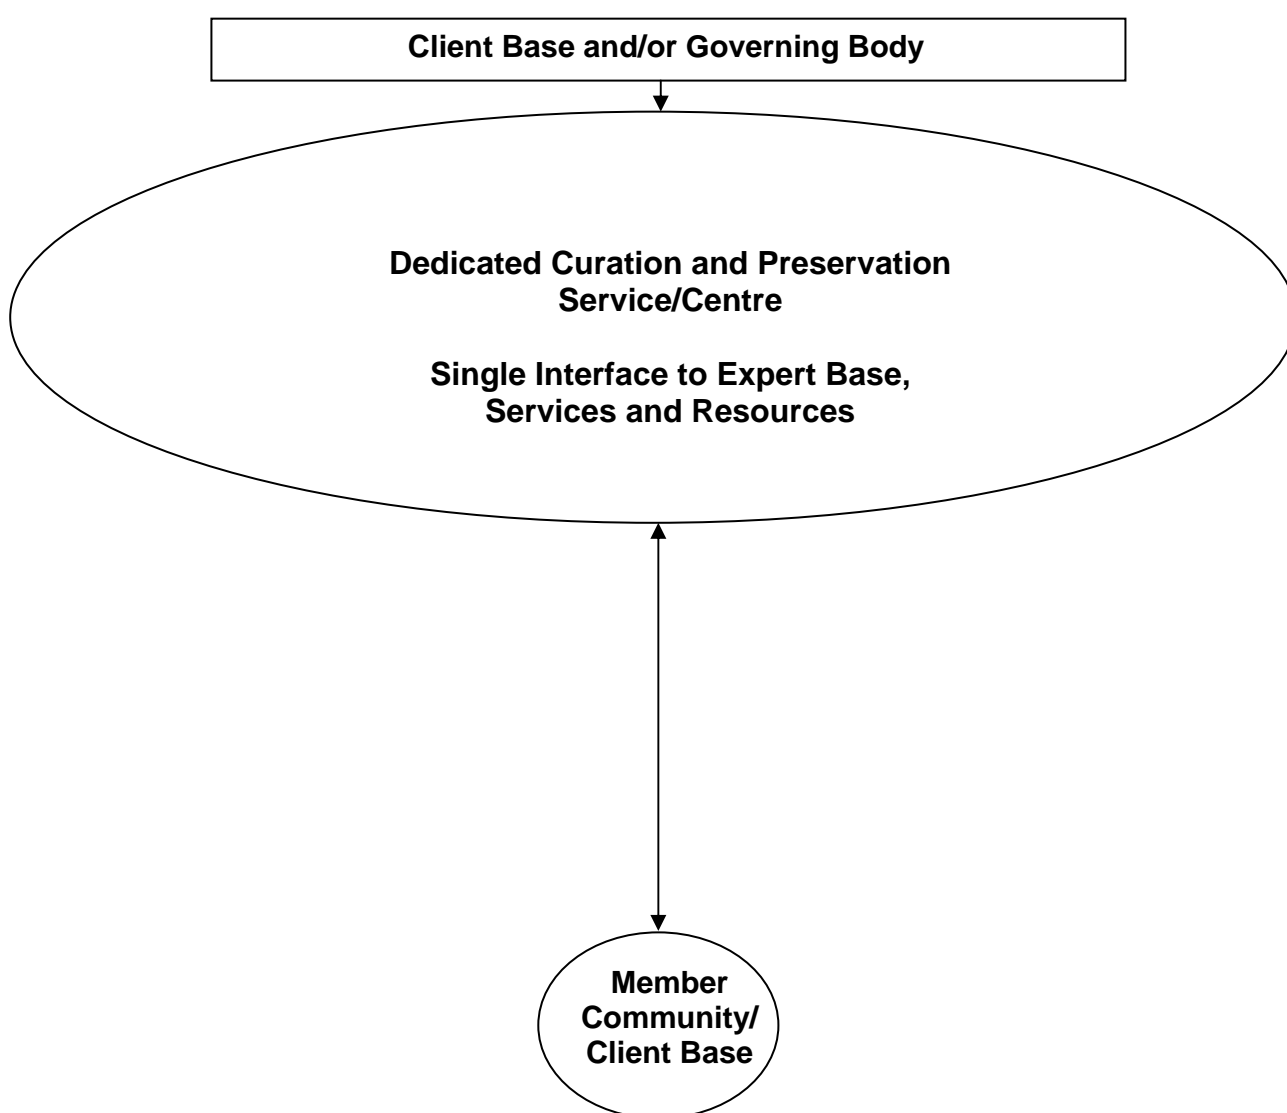 Client Base and/or Governing Body
Dedicated Curation and Preservation
Service/Centre
Single Interface to Expert Base,
Services and Resources
Member
Community/
Client Base